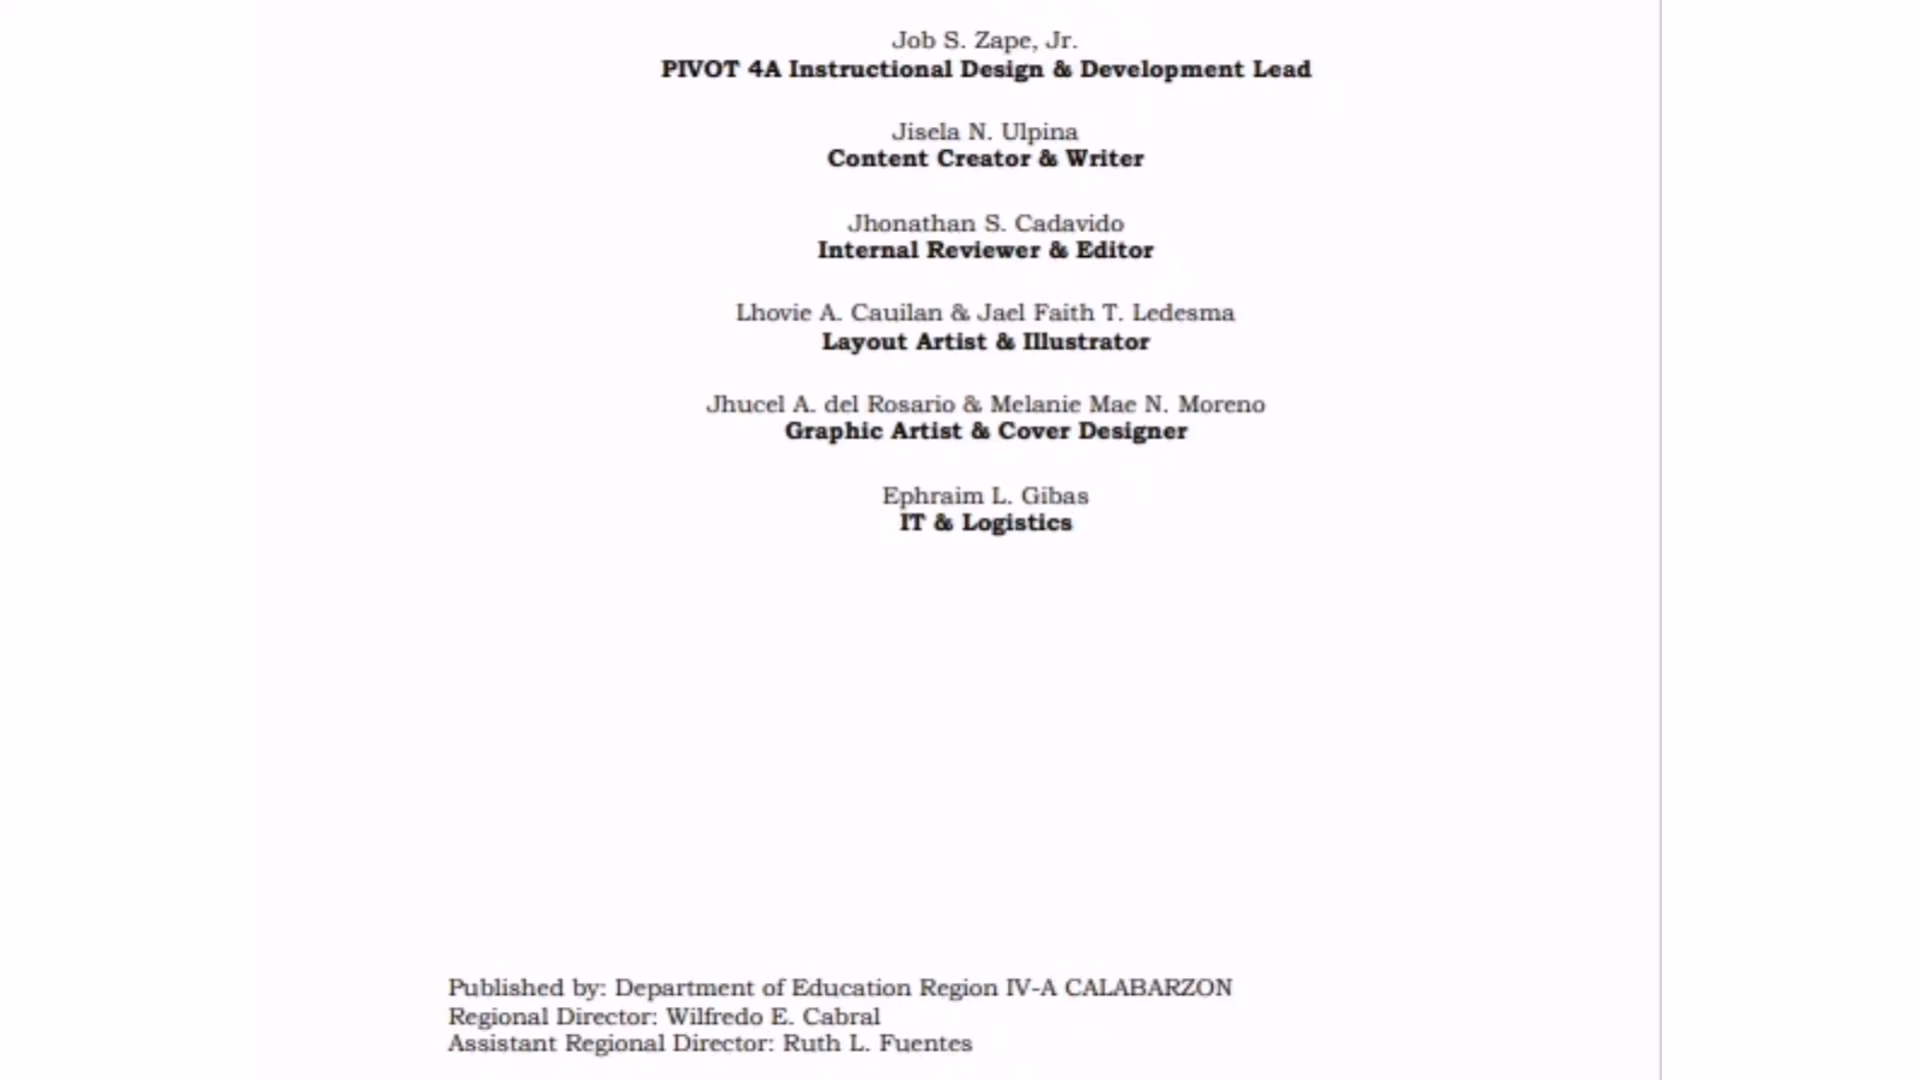 Job S. Zape, Jr.
PIVOT 4A Instructional Design & Development Lead
Jisela N. Ulpina
Content Creator & Writer
Jhonathan S. Cadavido
Internal Reviewer & Editor
Lhovie A. Cauilan & Jael Faith T. Ledesma
Layout Artist & Illustrator
Jhucel A. del Rosario & Melanie Mae N. Moreno
Graphic Artist & Cover Designer
Ephraim L. Gibas
IT & Logistics
Published by: Department of Education Region IV-A CALABARZON
Regional Director: Wilfredo E. Cabral
Assistant Regional Director: Ruth L. Fuentes